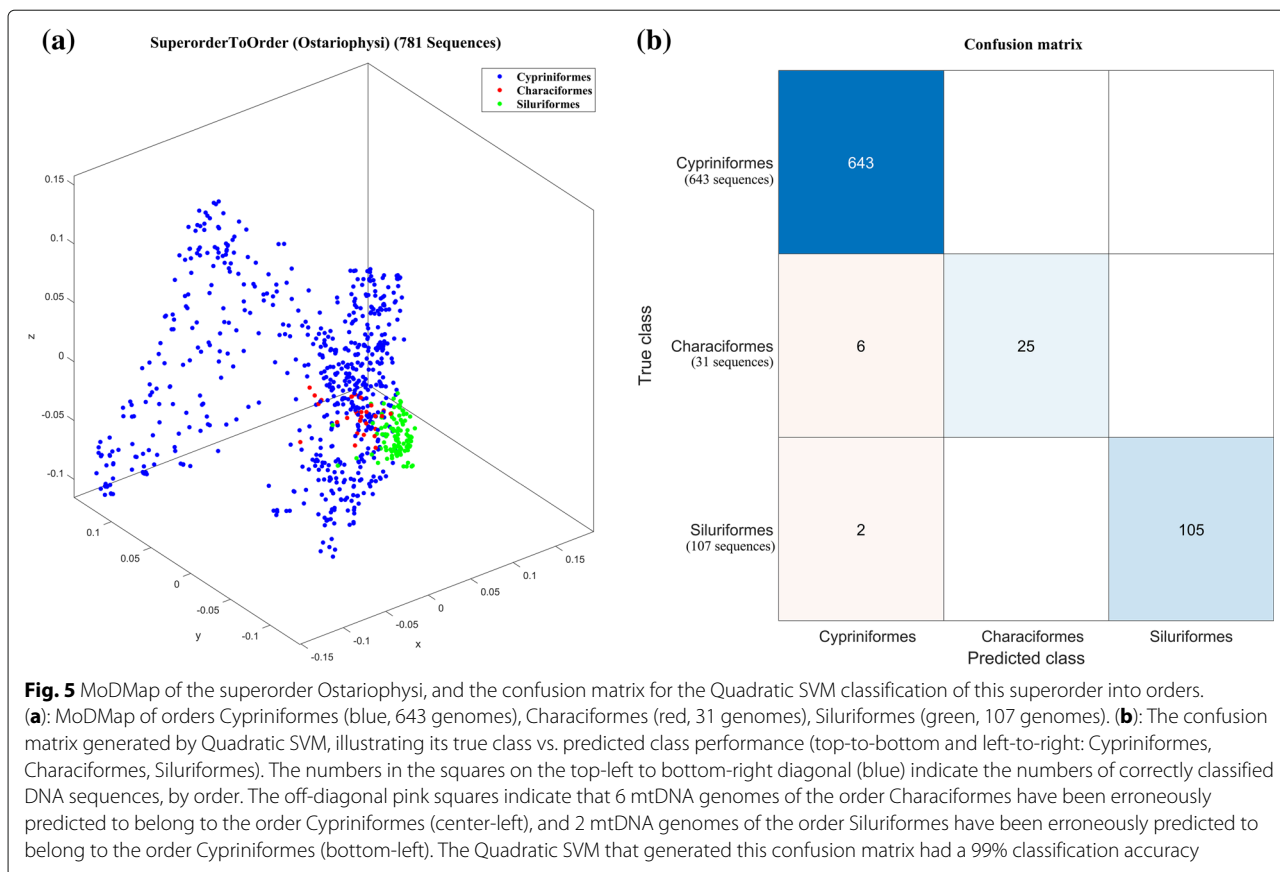 (a)
SuperorderToOrder (Ostariophysi) (781 Sequences)
Cypriniformes
Characiformes
Siluriformes
0.15
0.1
0.05
0
-0.05
-0.1
z
0.1
0.05
0
-0.05
-0.1
y
-0.15
-0.1
-0.05
0
0.05
0.1
0.15
x
(b)
Confusion matrix
True class
Cypriniformes
(643 sequences)
643
Characiformes
(31 sequences)
6
25
Siluriformes
(107 sequences)
2
105
Cypriniformes
Characiformes
Siluriformes
Predicted class
Fig. 5 MoDMap of the superorder Ostariophysi, and the confusion matrix for the Quadratic SVM classification of this superorder into orders.
(a): MoDMap of orders Cypriniformes (blue, 643 genomes), Characiformes (red, 31 genomes), Siluriformes (green, 107 genomes). (b): The confusion
matrix generated by Quadratic SVM, illustrating its true class vs. predicted class performance (top-to-bottom and left-to-right: Cypriniformes,
Characiformes, Siluriformes). The numbers in the squares on the top-left to bottom-right diagonal (blue) indicate the numbers of correctly classified
DNA sequences, by order. The off-diagonal pink squares indicate that 6 mtDNA genomes of the order Characiformes have been erroneously
predicted to belong to the order Cypriniformes (center-left), and 2 mtDNA genomes of the order Siluriformes have been erroneously predicted to
belong to the order Cypriniformes (bottom-left). The Quadratic SVM that generated this confusion matrix had a 99% classification accuracy